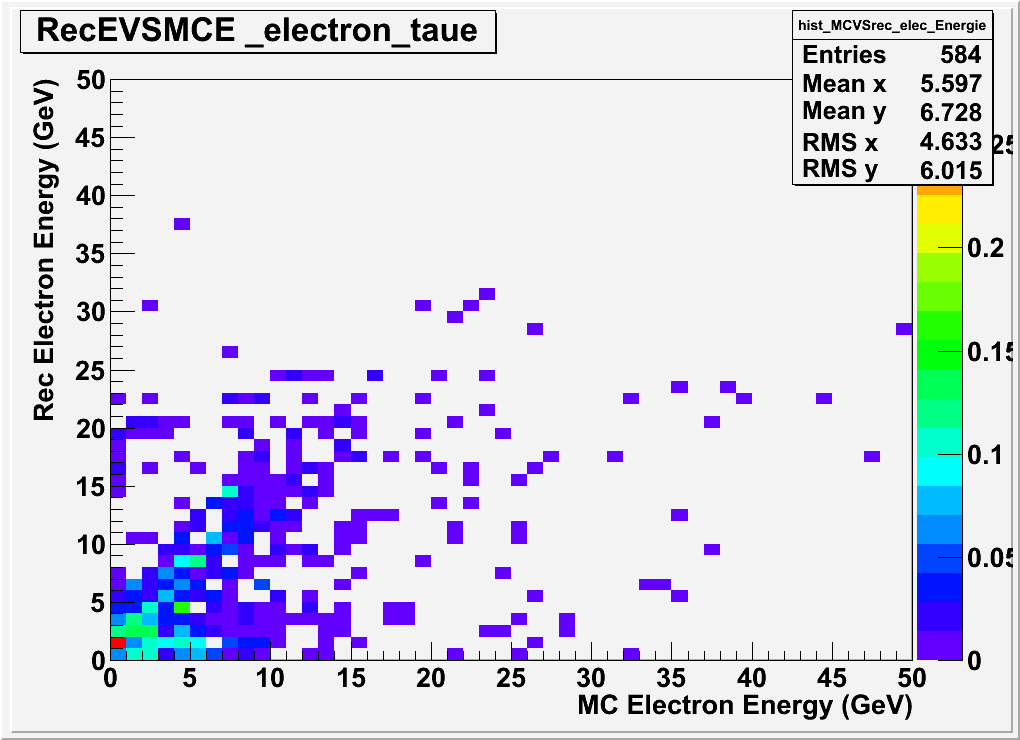 RecEVSMCE _electron_taue
hist_MCVSrec_elec_Energie
Entries 584
Mean x 5.597
Mean y 6.728
RMS x 4.633
RMS y 6.015
Rec Electron Energy (GeV)
50
45
40
35
30
25
20
15
10
5
0
0 5 10 15 20 25 30 35 40 45 50
MC Electron Energy (GeV)
25
0.2
0.15
0.1
0.05
0